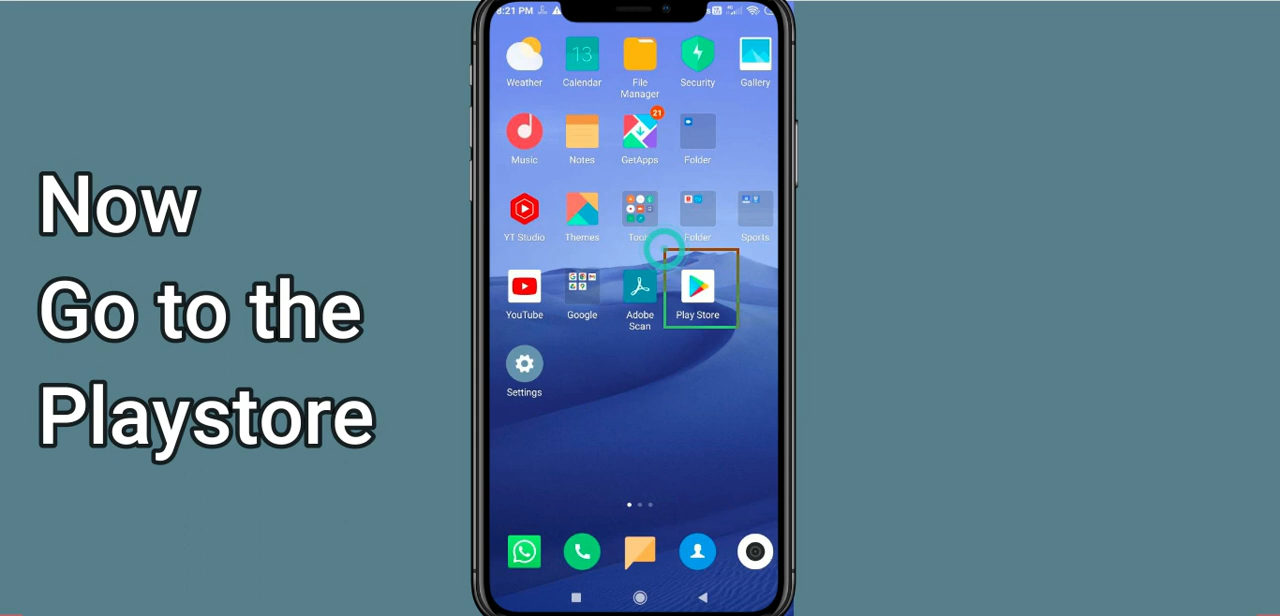 8:21 PM
Now
Go to the
Playstore
13
Weather
Calendar
File
Manager
Security
Gallery
21
Music
Notes
GetApps
Folder
YT Studio
Themes
Folder
Sports
YouTube
Google
Adobe
Scan
Play Store
Settings